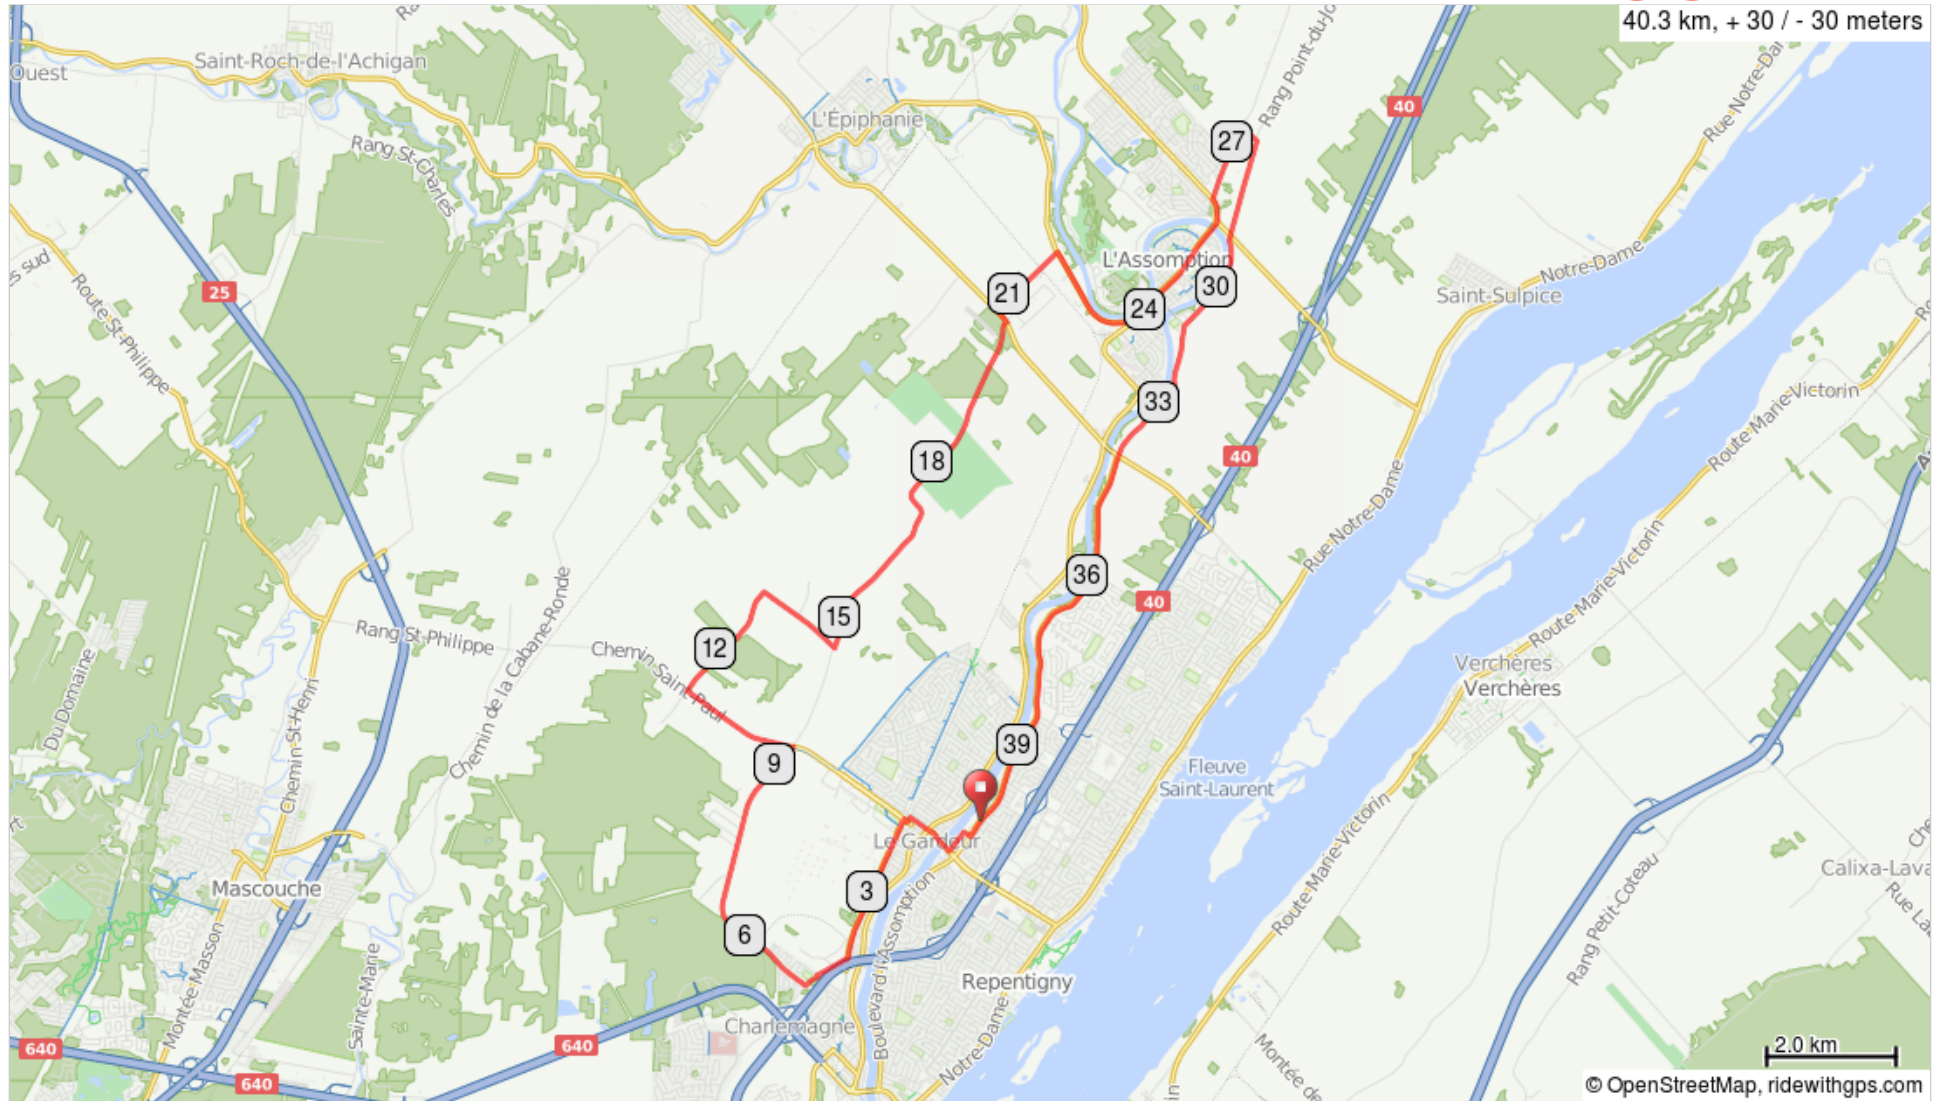 40.3 km, + 30 / - 30 meters
Ouest
Saint-Roch-de-l'Achigan
Rang St-Charles
L'Épiphanie
Rang Point-du-Jo
Rue Notre-Da
40
27
25
Route St-Philippe
s sud
L'Assomption
21
24
30
Notre-Dame
Saint-Sulpice
33
18
40
Route Marie-Victorin
Rue Notre-Dame
36
40
15
12
Rang St-Philippe
Chemin de la Cabane-Ronde
Chemin Saint-Paul
Route Marie-Victorin
Verchères
Verchères
Du Domaine
Chemin St-Henri
9
39
Fleuve
Saint-Laurent
Le Gardeur
Route Marie-Victorin
3
6
Mascouche
Montée Masson
Sainte-Marie
Boulevard l'Assomption
Repentigny
Charlemagne
Notre-Dame
Rang Petit-Coteau
Calixa-Lava
Rue La
Che
640
640
640
Montée de
2.0 km
© OpenStreetMap, ridewithgps.com